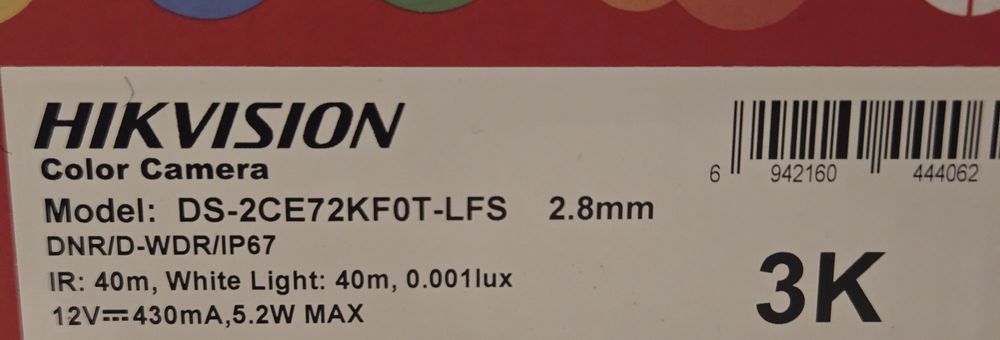 HIKVISION
Color Camera
Model: DS-2CE72KF0T-LFS 2.8mm
DNR/D-WDR/IP67
IR: 40m, White Light: 40m, 0.001lux
12V⎓430mA,5.2W MAX
6 942160 444062
3K